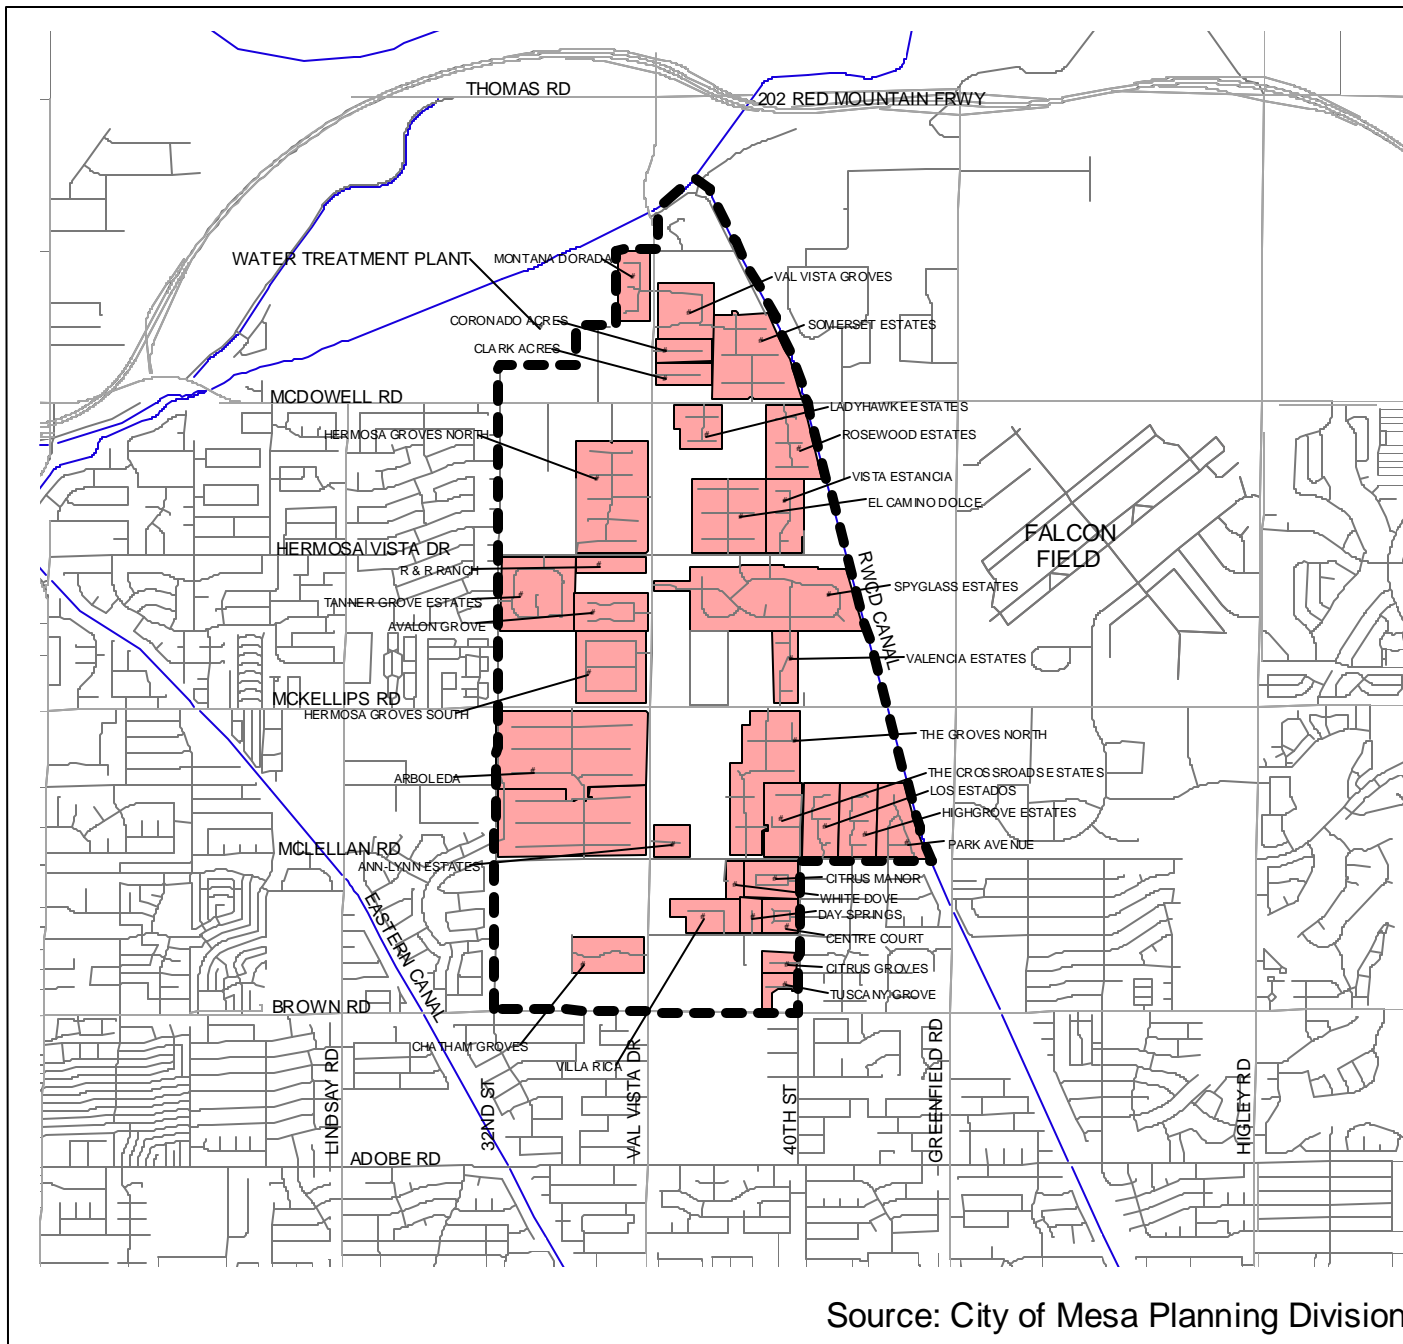 THOMAS RD
202 RED MOUNTAIN FRWY
WATER TREATMENT PLANT
MONTANA DORADA
VAL VISTA GROVES
CORONADO ACRES
SOMERSET ESTATES
CLARK ACRES
MCDOWELL RD
LADYHAWKE ESTATES
HERMOSA GROVES NORTH
ROSEWOOD ESTATES
VISTA ESTANCIA
EL CAMINO DOLCE
FALCON
FIELD
HERMOSA VISTA DR
R & R RANCH
SPYGLASS ESTATES
TANNER GROVE ESTATES
AVALON GROVE
RWCD CANAL
VALENCIA ESTATES
MCKELLIPS RD
HERMOSA GROVES SOUTH
THE GROVES NORTH
ARBOLEDA
THE CROSSROADS ESTATES
LOS ESTADOS
HIGHGROVE ESTATES
PARK AVENUE
MCLELLAN RD
ANN-LYNN ESTATES
CITRUS MANOR
WHITE DOVE
DAY SPRINGS
CENTRE COURT
EASTERN CANAL
CITRUS GROVES
TUSCANY GROVE
BROWN RD
CHATHAM GROVES
VILLA RICA
LINDSAY RD
32ND ST
VAL VISTA DR
40TH ST
GREENFIELD RD
HIGLEY RD
ADOBE RD
Source: City of Mesa Planning Division